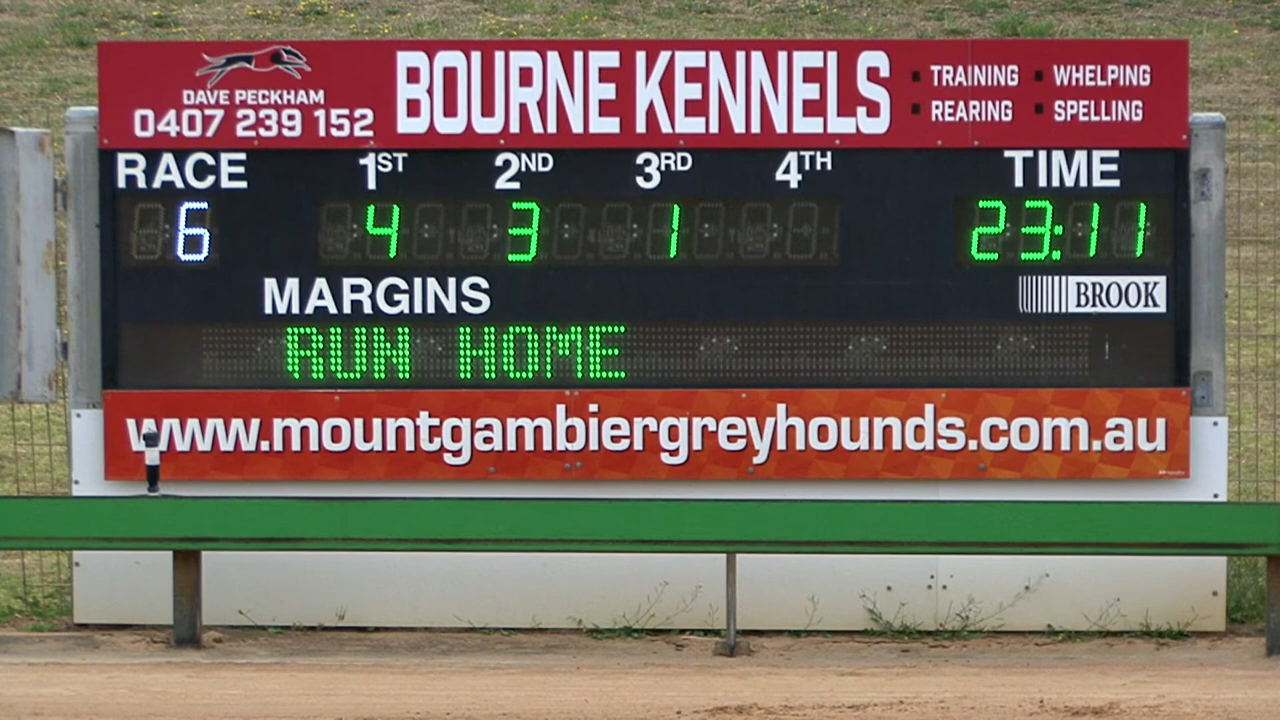 DAVE PECKHAM
0407 239 152
BOURNE KENNELS
▪ TRAINING ▪ WHELPING
▪ REARING ▪ SPELLING
RACE 1ST 2ND 3RD 4TH TIME
6 4 3 1 23:11
MARGINS
BROOK
RUN HOME
www.mountgambiergreyhounds.com.au